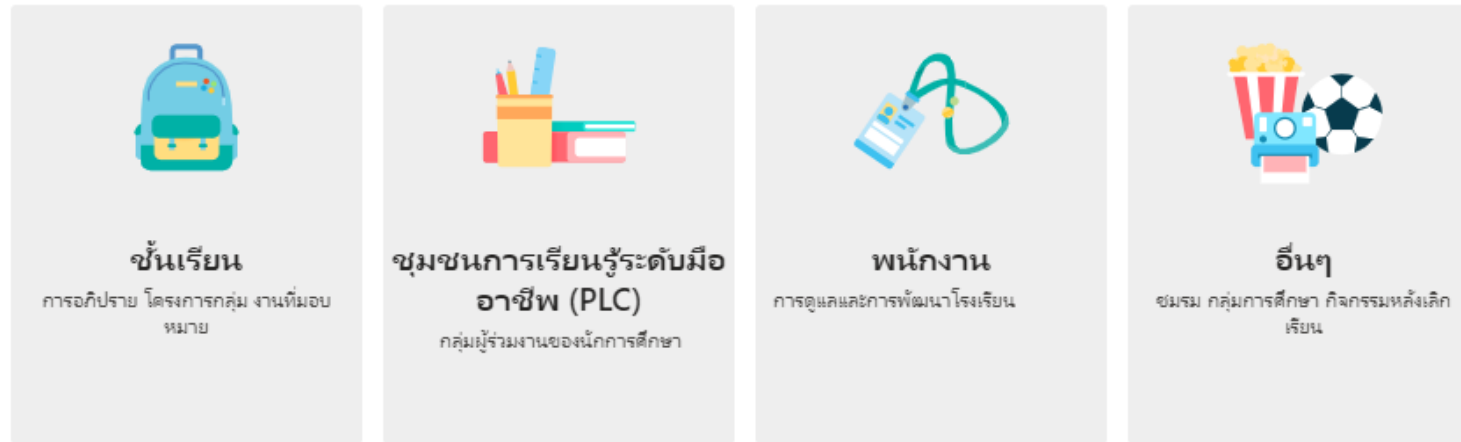 ชั้นเรียน
การอภิปราย โครงการกลุ่ม งานที่มอบ
หมาย
ชุมชนการเรียนรู้ระดับมือ
อาชีพ (PLC)
กลุ่มผู้ร่วมงานของนักการศึกษา
พนักงาน
การดูแลและการพัฒนาโรงเรียน
อื่นๆ
ชมรม กลุ่มการศึกษา กิจกรรมหลังเลิก
เรียน